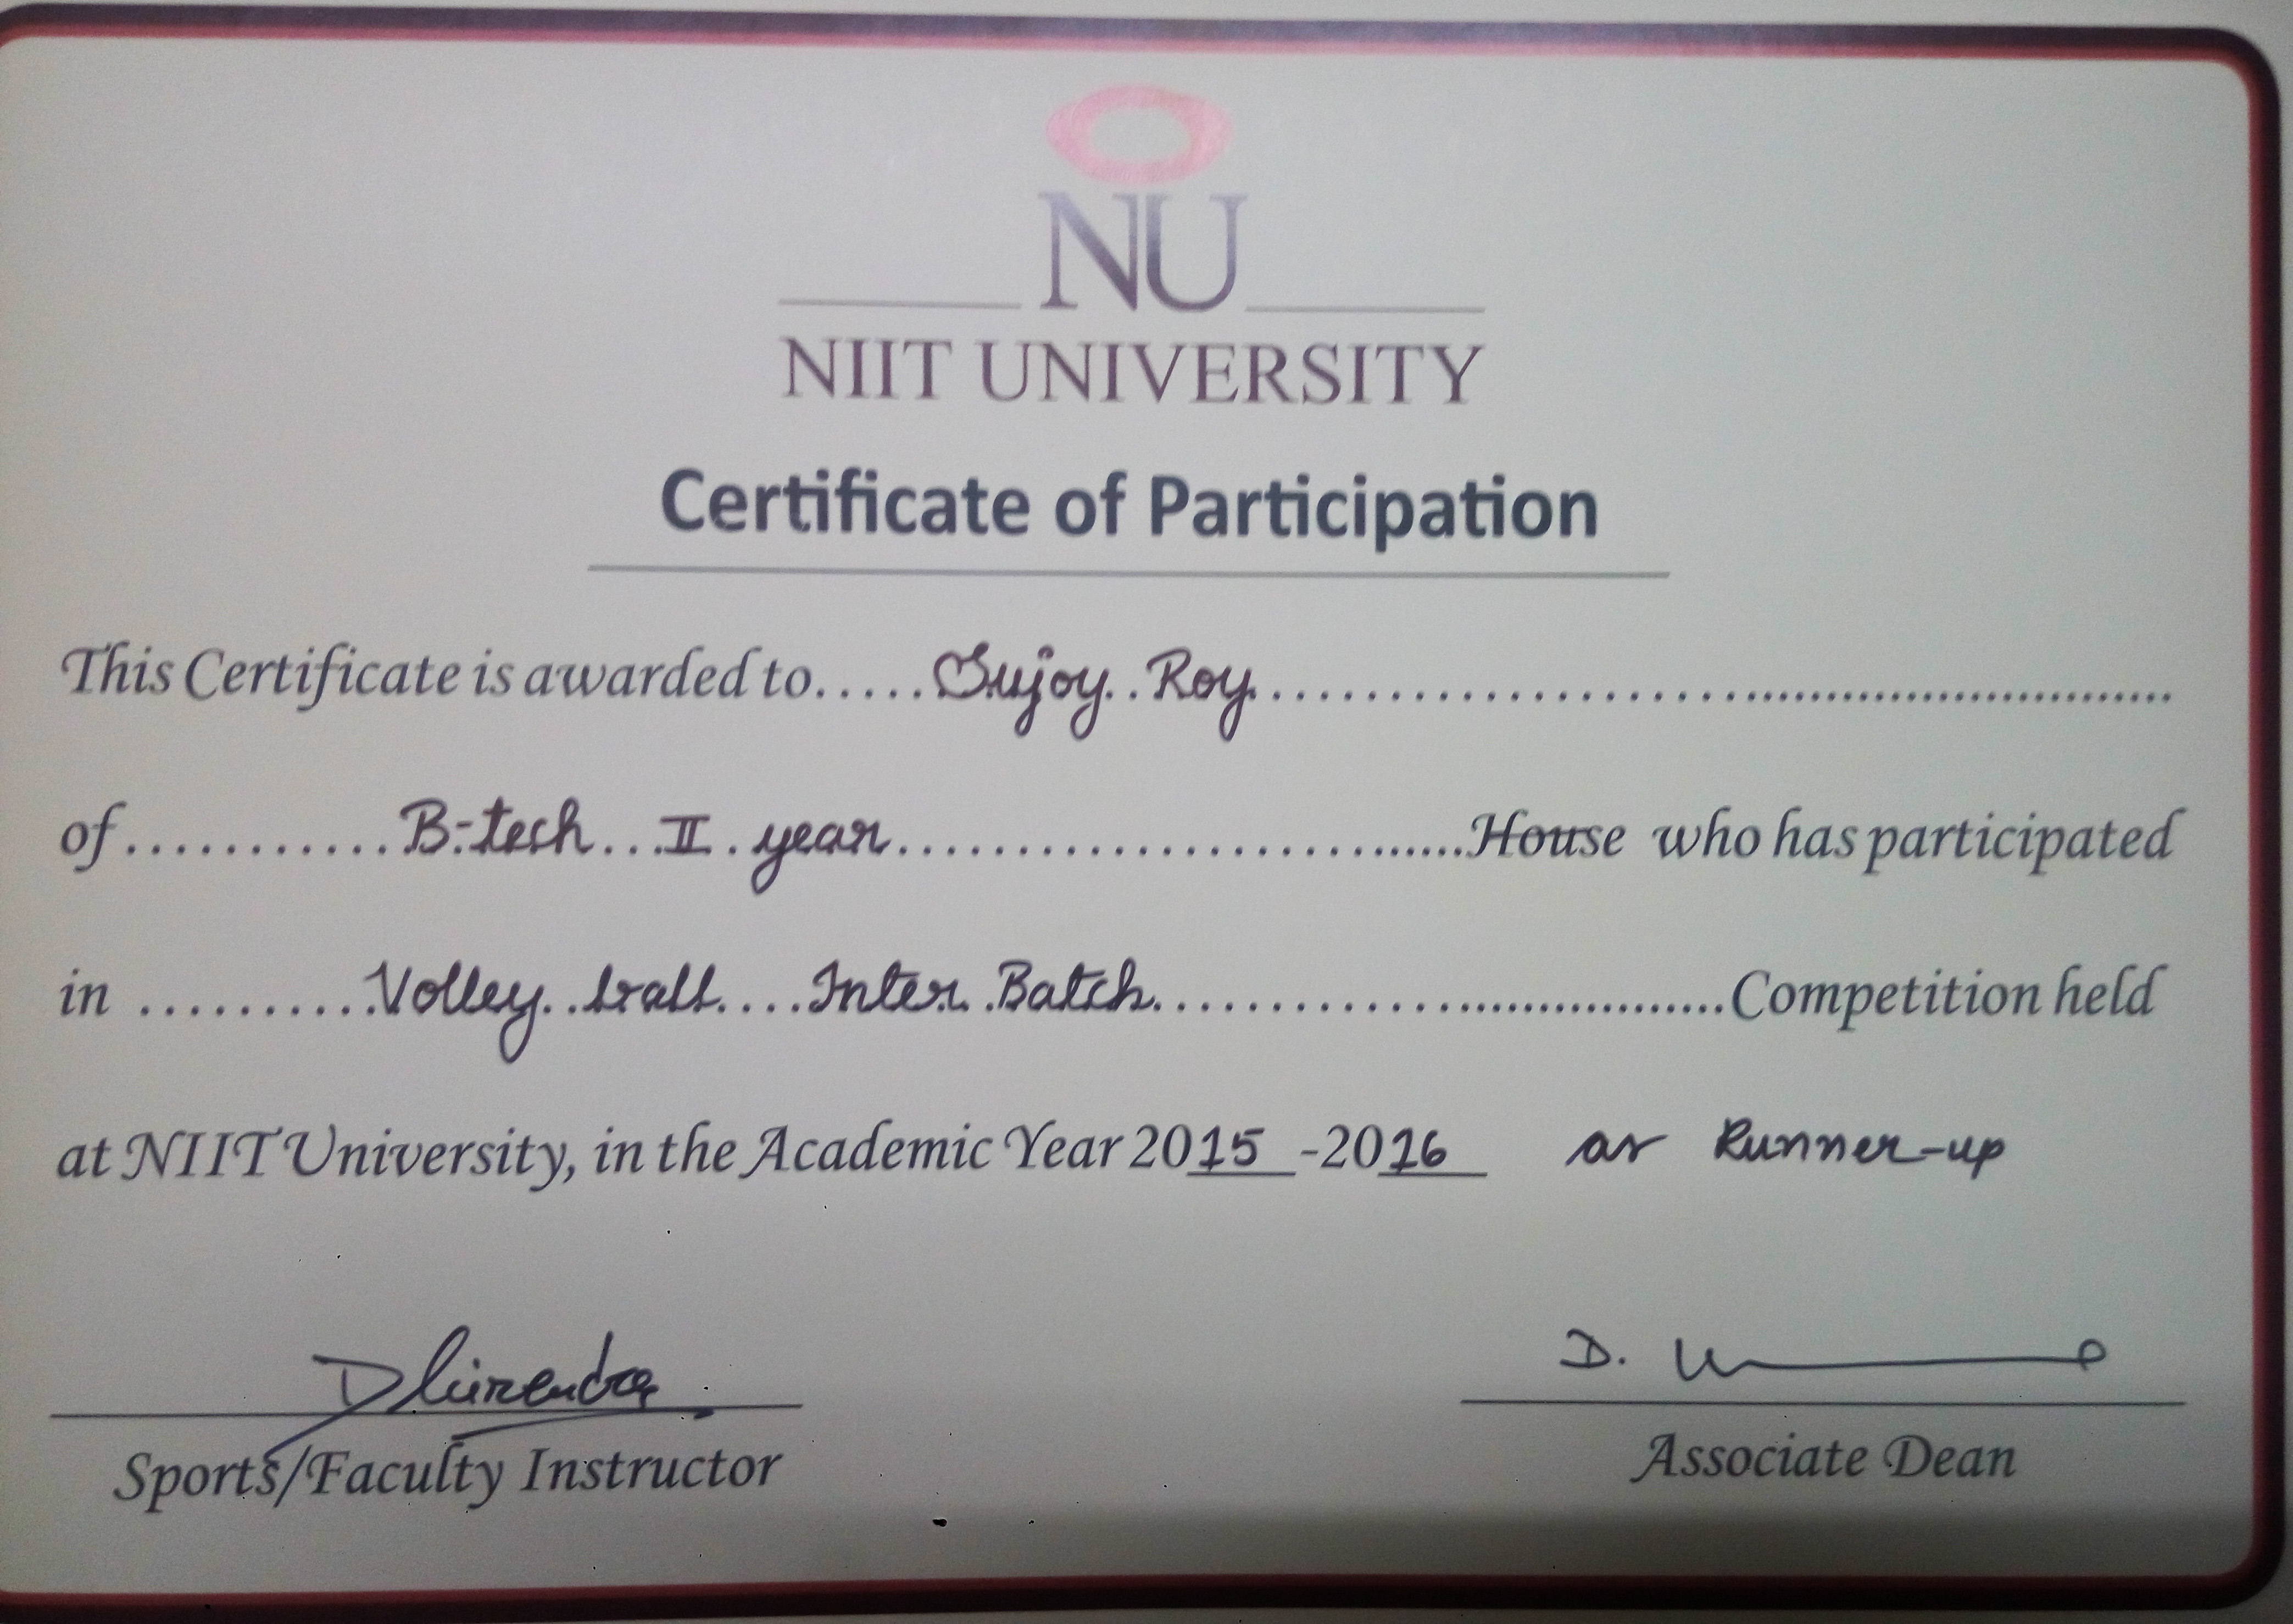 NU
NIIT UNIVERSITY
Certificate of Participation
This Certificate is awarded to.....Sujoy..Roy..............................
of............B-tech...II.year..............................House who has participated
in ..........Volley..ball....Inter.Batch..............................Competition held
at NIIT University, in the Academic Year 2015 -2016 as Runner-up
Dhirendra D.
Sports/Faculty Instructor Associate Dean